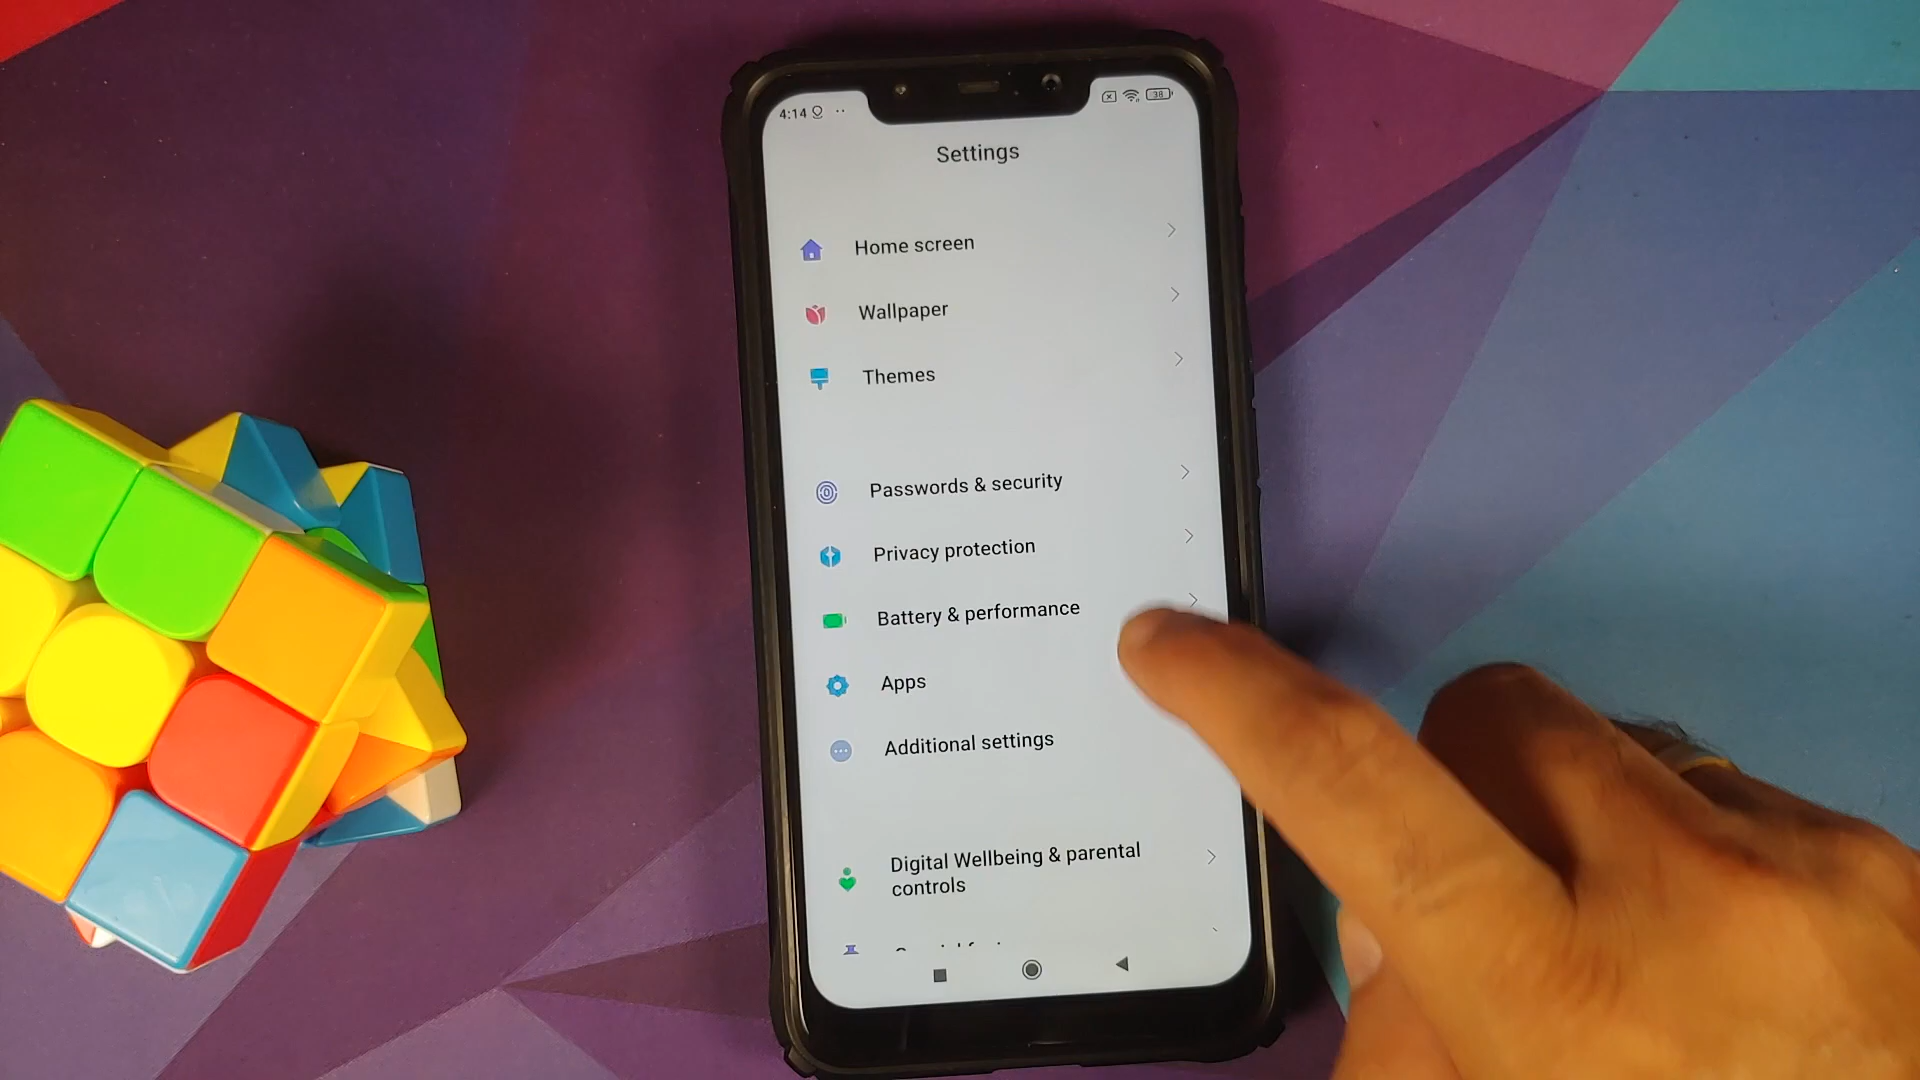 4:14
38
Settings
Home screen
Wallpaper
Themes
Passwords & security
Privacy protection
Battery & performance
Apps
Additional settings
Digital Wellbeing & parental
controls